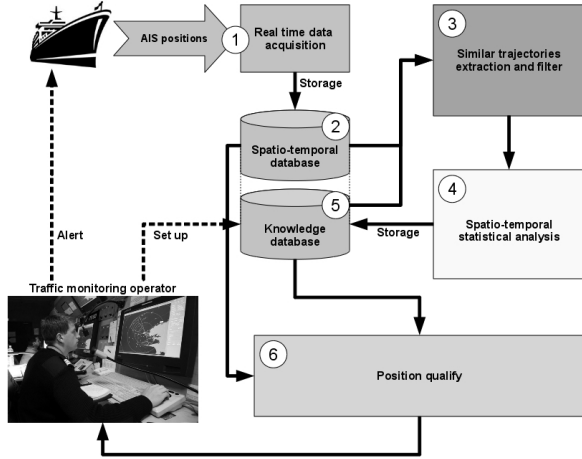 AIS positions
1
Real time data
acquisition
Storage
2
Spatio-temporal
database
3
Similar trajectories
extraction and filter
4
Spatio-temporal
statistical analysis
Storage
5
Knowledge
database
Alert
Set up
Traffic monitoring operator
6
Position qualify